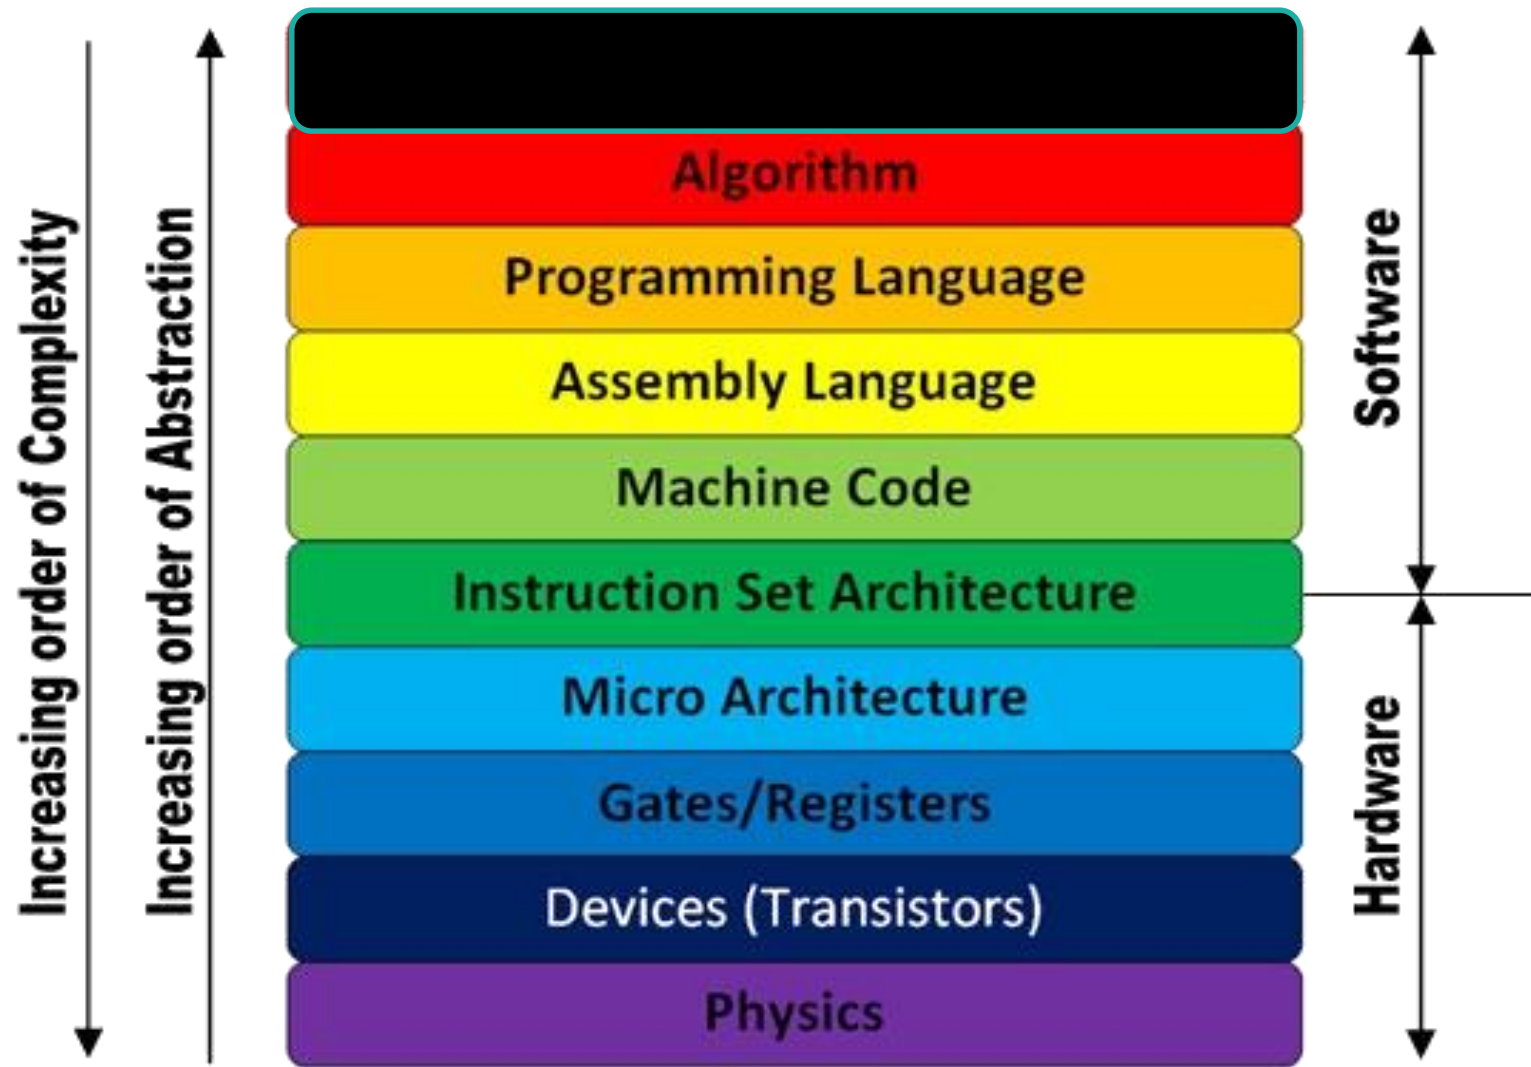 Increasing order of Complexity
Increasing order of Abstraction
Algorithm
Programming Language
Assembly Language
Machine Code
Instruction Set Architecture
Micro Architecture
Gates/Registers
Devices (Transistors)
Physics
Software
Hardware